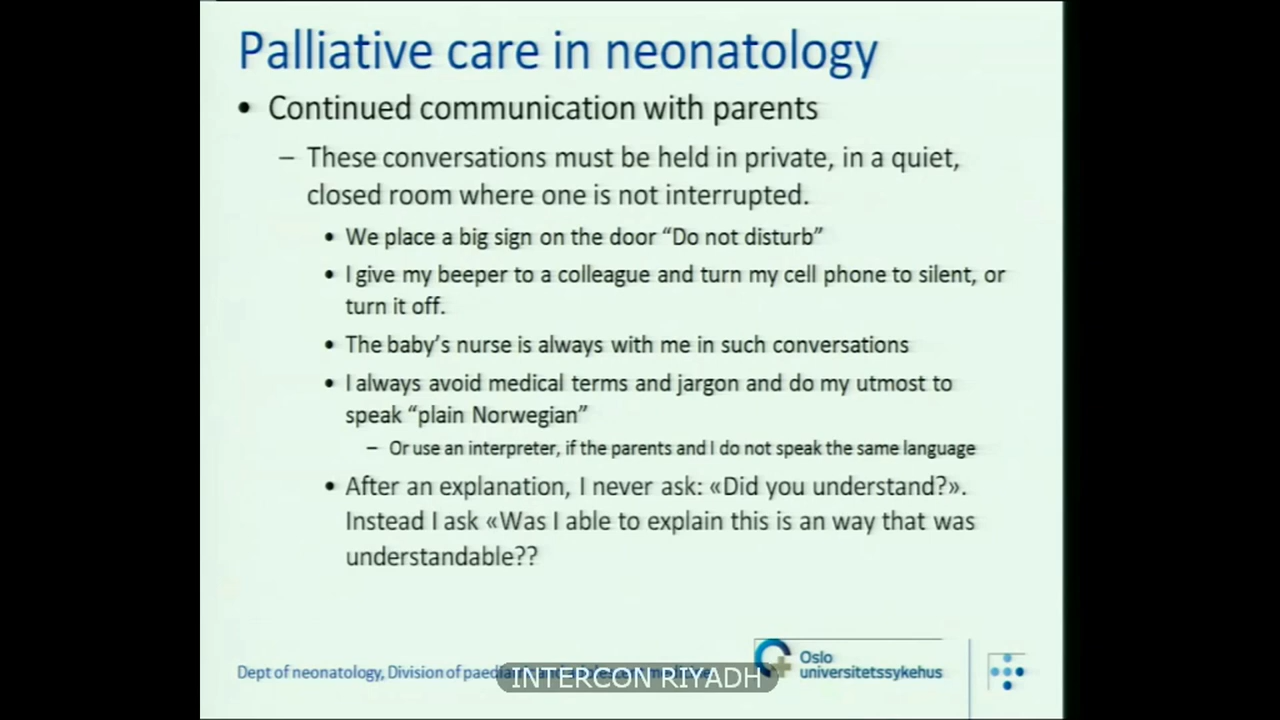 Palliative care in neonatology
• Continued communication with parents
– These conversations must be held in private, in a quiet,
closed room where one is not interrupted.
• We place a big sign on the door “Do not disturb”
• I give my beeper to a colleague and turn my cell phone to silent, or
turn it off.
• The baby’s nurse is always with me in such conversations
• I always avoid medical terms and jargon and do my utmost to
speak “plain Norwegian”
– Or use an interpreter, if the parents and I do not speak the same language
• After an explanation, I never ask: «Did you understand?».
Instead I ask «Was I able to explain this is an way that was
understandable??
Dept of neonatology, Division of
INTERCON RIYADH
Oslo
universitetssykehus